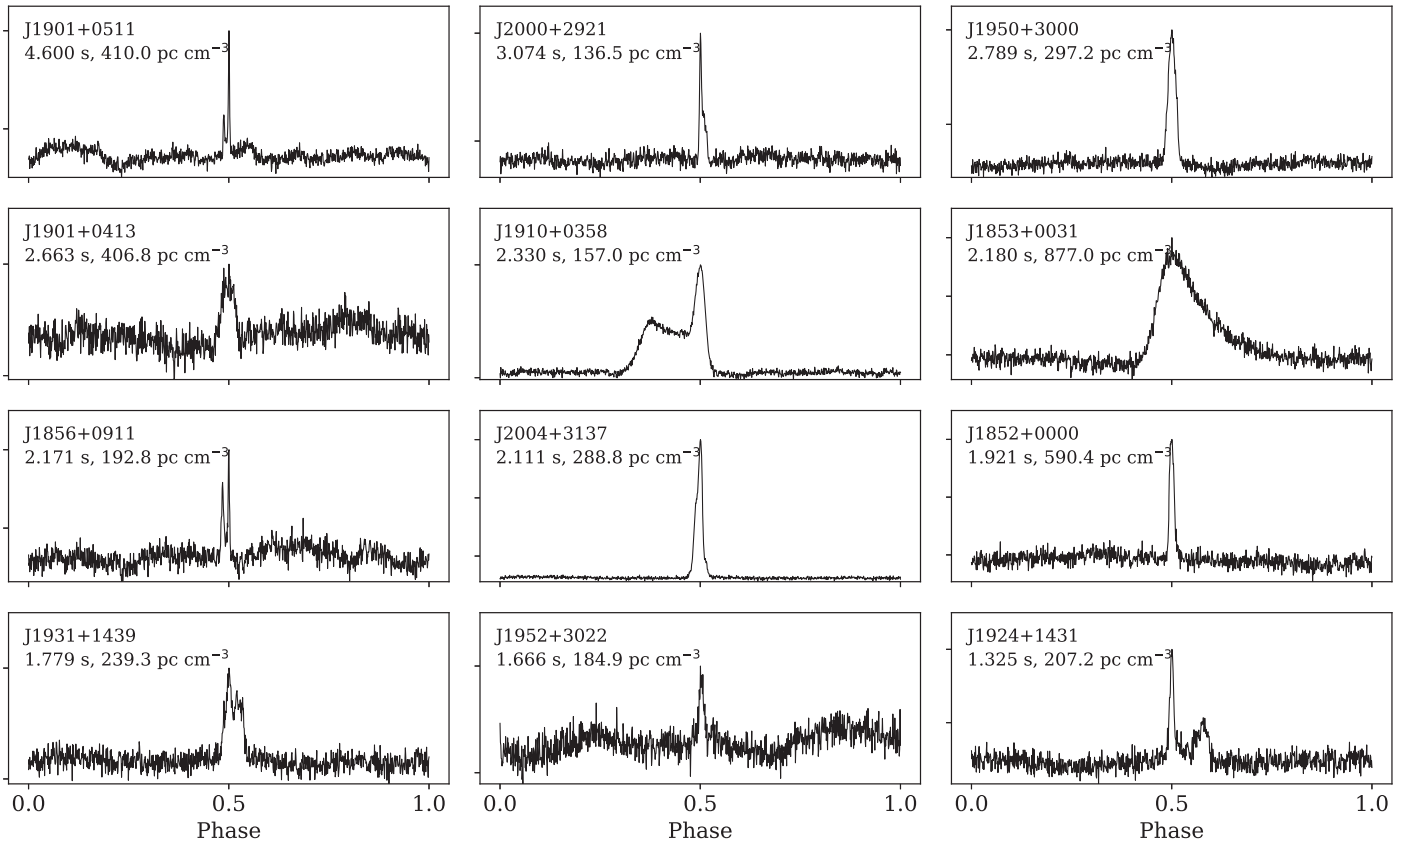 J1901+0511
4.600 s, 410.0 pc cm⁻³
J2000+2921
3.074 s, 136.5 pc cm⁻³
J1950+3000
2.789 s, 297.2 pc cm⁻³
J1901+0413
2.663 s, 406.8 pc cm⁻³
J1910+0358
2.330 s, 157.0 pc cm⁻³
J1853+0031
2.180 s, 877.0 pc cm⁻³
J1856+0911
2.171 s, 192.8 pc cm⁻³
J2004+3137
2.111 s, 288.8 pc cm⁻³
J1852+0000
1.921 s, 590.4 pc cm⁻³
J1931+1439
1.779 s, 239.3 pc cm⁻³
J1952+3022
1.666 s, 184.9 pc cm⁻³
J1924+1431
1.325 s, 207.2 pc cm⁻³
0.0 0.5 1.0 0.0 0.5 1.0 0.0 0.5 1.0
Phase Phase Phase